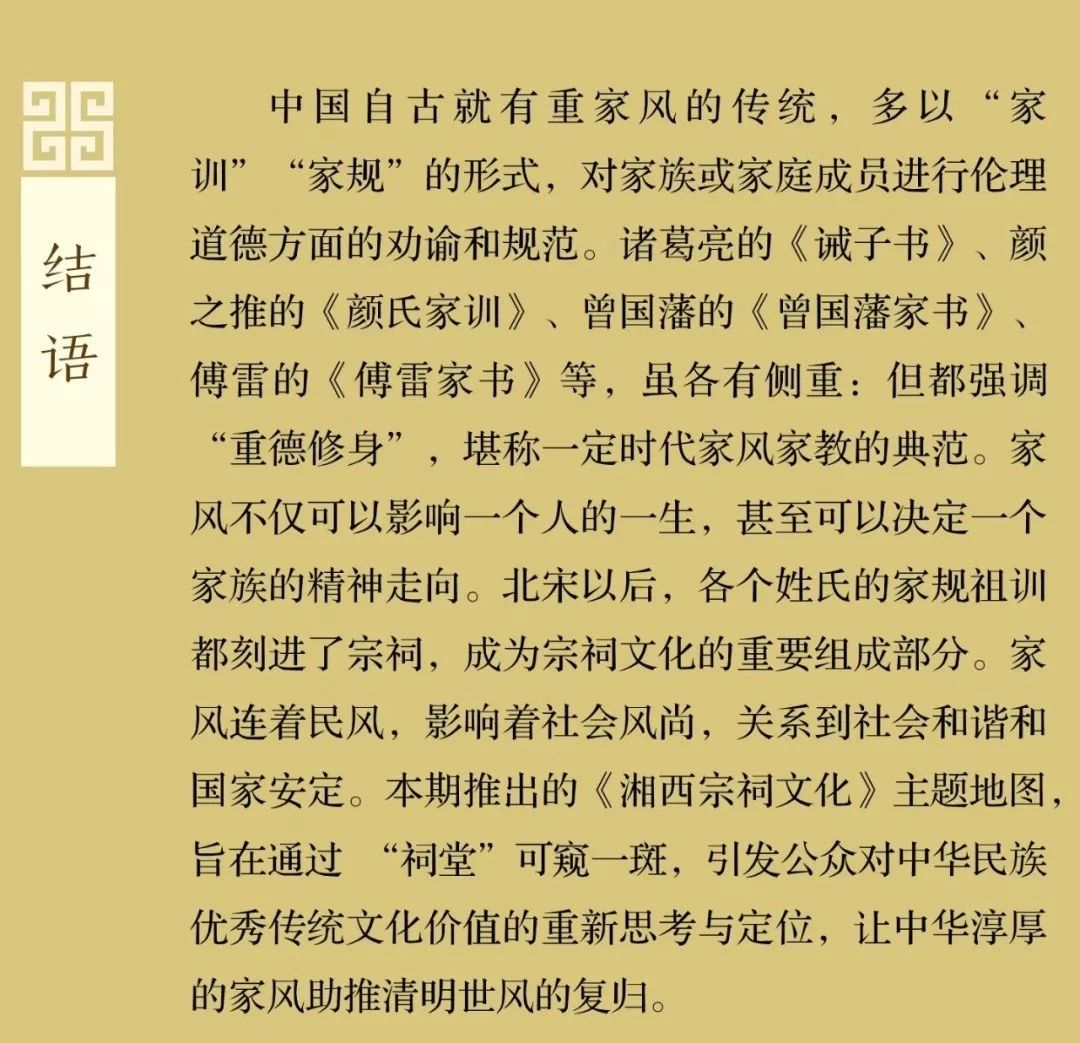 结语
中国自古就有重家风的传统，多以“家
训”“家规”的形式，对家族或家庭成员进行伦理
道德方面的劝谕和规范。诸葛亮的《诫子书》、颜
之推的《颜氏家训》、曾国藩的《曾国藩家书》、
傅雷的《傅雷家书》等，虽各有侧重：但都强调
“重德修身”，堪称一定时代家风家教的典范。家
风不仅可以影响一个人的一生，甚至可以决定一个
家族的精神走向。北宋以后，各个姓氏的家规祖训
都刻进了宗祠，成为宗祠文化的重要组成部分。家
风连着民风，影响着社会风尚，关系到社会和谐和
国家安定。本期推出的《湘西宗祠文化》主题地图，
旨在通过 “祠堂”可窥一斑，引发公众对中华民族
优秀传统文化价值的重新思考与定位，让中华淳厚
的家风助推清明世风的复归。